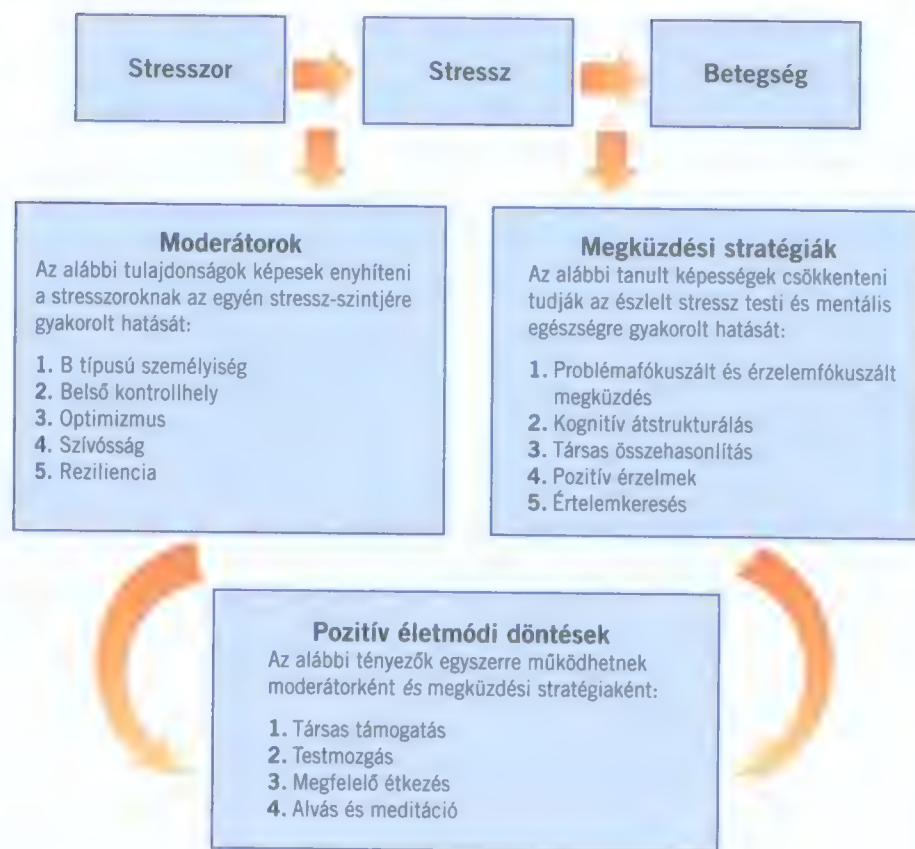 Stresszor
Stressz
Betegség
Moderátorok
Az alábbi tulajdonságok képesek enyhíteni
a stresszoroknak az egyén stressz-szintjére
gyakorolt hatását:
1. B típusú személyiség
2. Belső kontrollhely
3. Optimizmus
4. Szívósság
5. Reziliencia
Megküzdési stratégiák
Az alábbi tanult képességek csökkenteni
tudják az észlelt stressz testi és mentális
egészségre gyakorolt hatását:
1. Problémafókuszált és érzelemfókuszált
megküzdés
2. Kognitív átstrukturálás
3. Társas összehasonlítás
4. Pozitív érzelmek
5. Értelemkeresés
Pozitív életmódi döntések
Az alábbi tényezők egyszerre működhetnek
moderátorként és megküzdési stratégiaként:
1. Társas támogatás
2. Testmozgás
3. Megfelelő étkezés
4. Alvás és meditáció